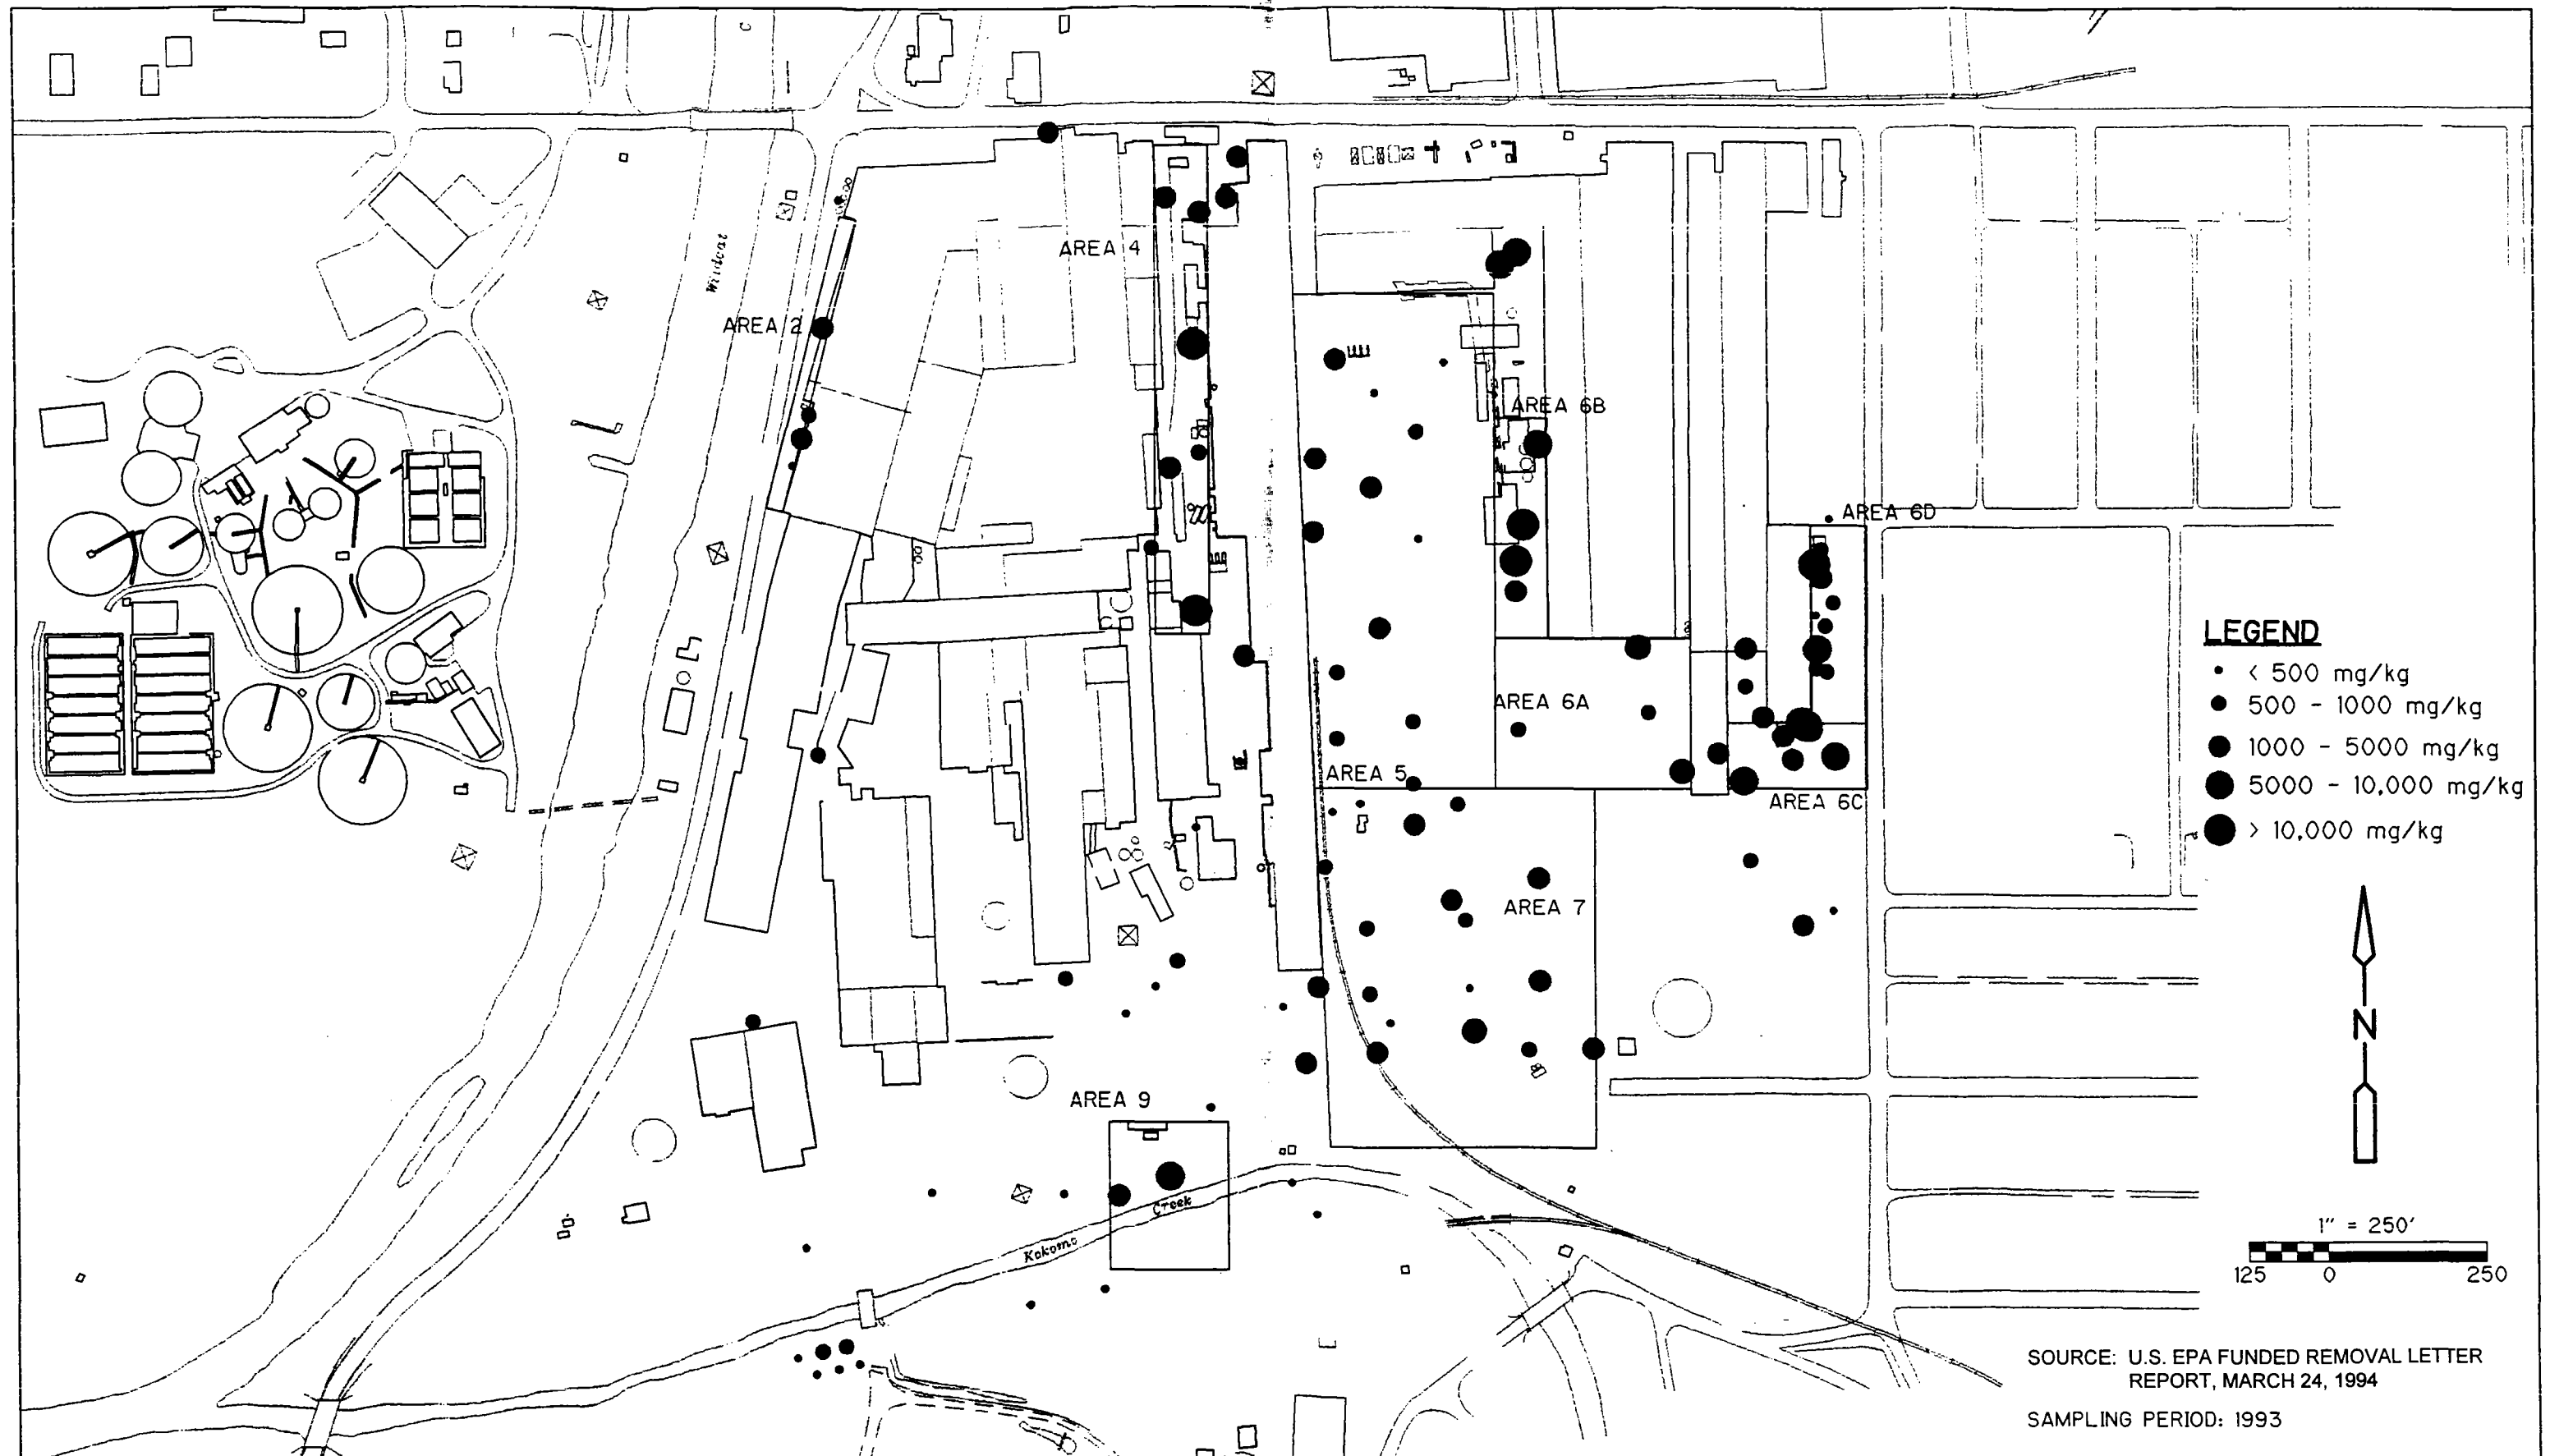 Wildcat
AREA 4
AREA 2
AREA 6B
AREA 6D
LEGEND
< 500 mg/kg
500 - 1000 mg/kg
1000 - 5000 mg/kg
5000 - 10,000 mg/kg
> 10,000 mg/kg
AREA 6A
AREA 5
AREA 6C
AREA 7
N
AREA 9
Creek
Kokomo
1" = 250'
125 0 250
SOURCE: U.S. EPA FUNDED REMOVAL LETTER
REPORT, MARCH 24, 1994
SAMPLING PERIOD: 1993